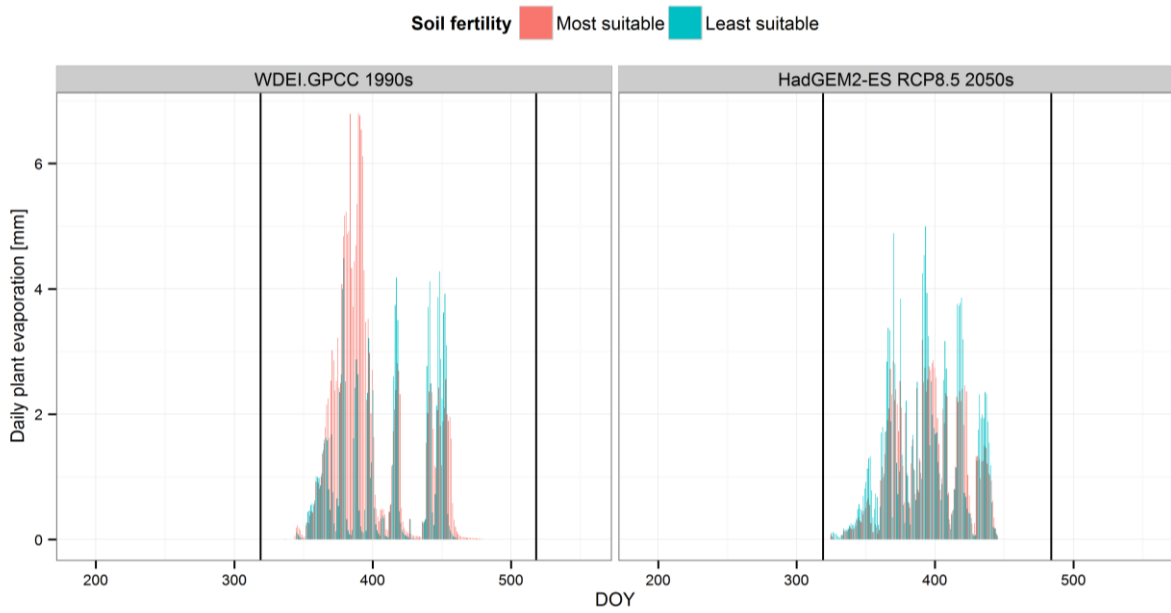 Soil fertility Most suitable Least suitable
WDEI.GPCC 1990s HadGEM2-ES RCP8.5 2050s
Daily plant evaporation [mm]
6
4
2
0
200 300 400 500 200 300 400 500
DOY